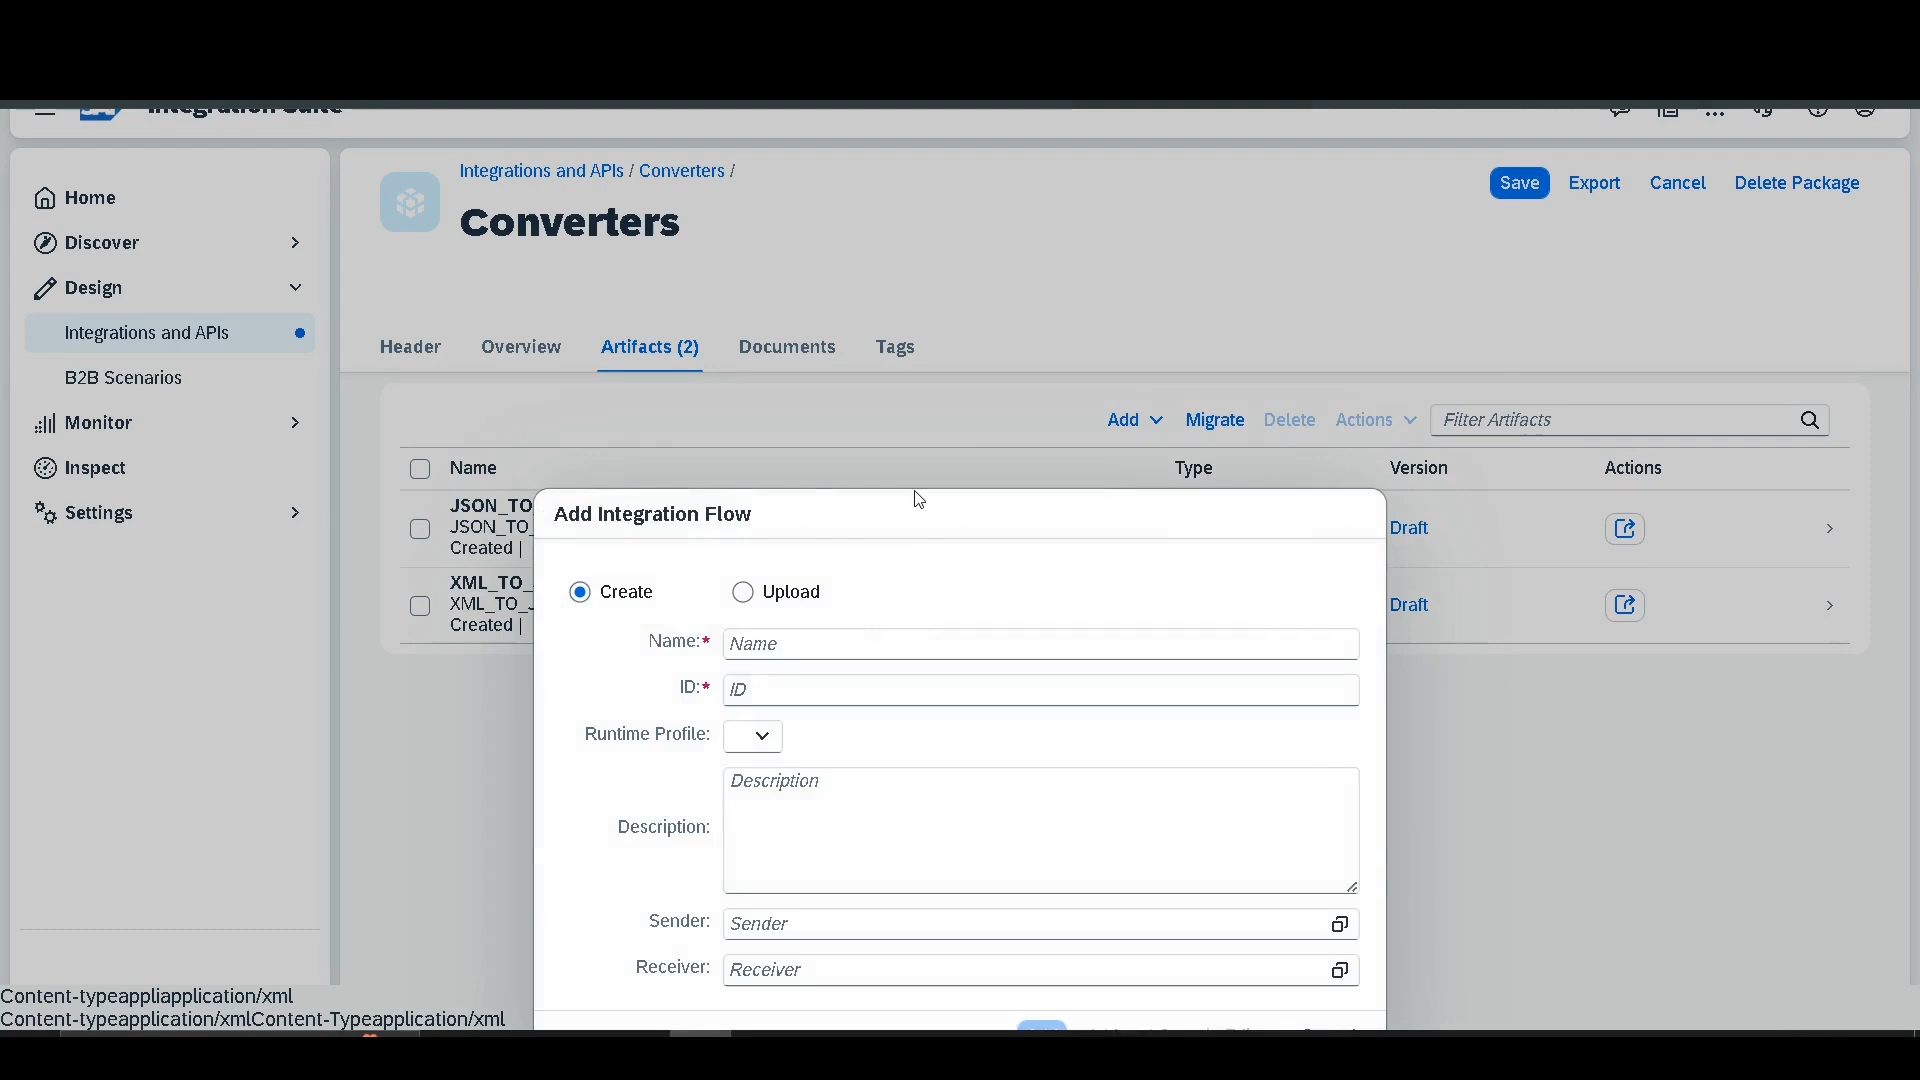 Integration Suite
Home
Discover
Design
Integrations and APIs
B2B Scenarios
Monitor
Inspect
Settings
Integrations and APIs / Converters /
Converters
Save Export Cancel Delete Package
Header Overview Artifacts (2) Documents Tags
Add Migrate Delete Actions Filter Artifacts
Name Type Version Actions
JSON_TO
JSON_TO
Created |
Draft
XML_TO_
XML_TO_
Created |
Draft
Add Integration Flow
Create Upload
Name:* Name
ID:* ID
Runtime Profile:
Description: Description
Sender: Sender
Receiver: Receiver
Content-typeappliapplication/xml
Content-typeapplication/xmlContent-Typeapplication/xml